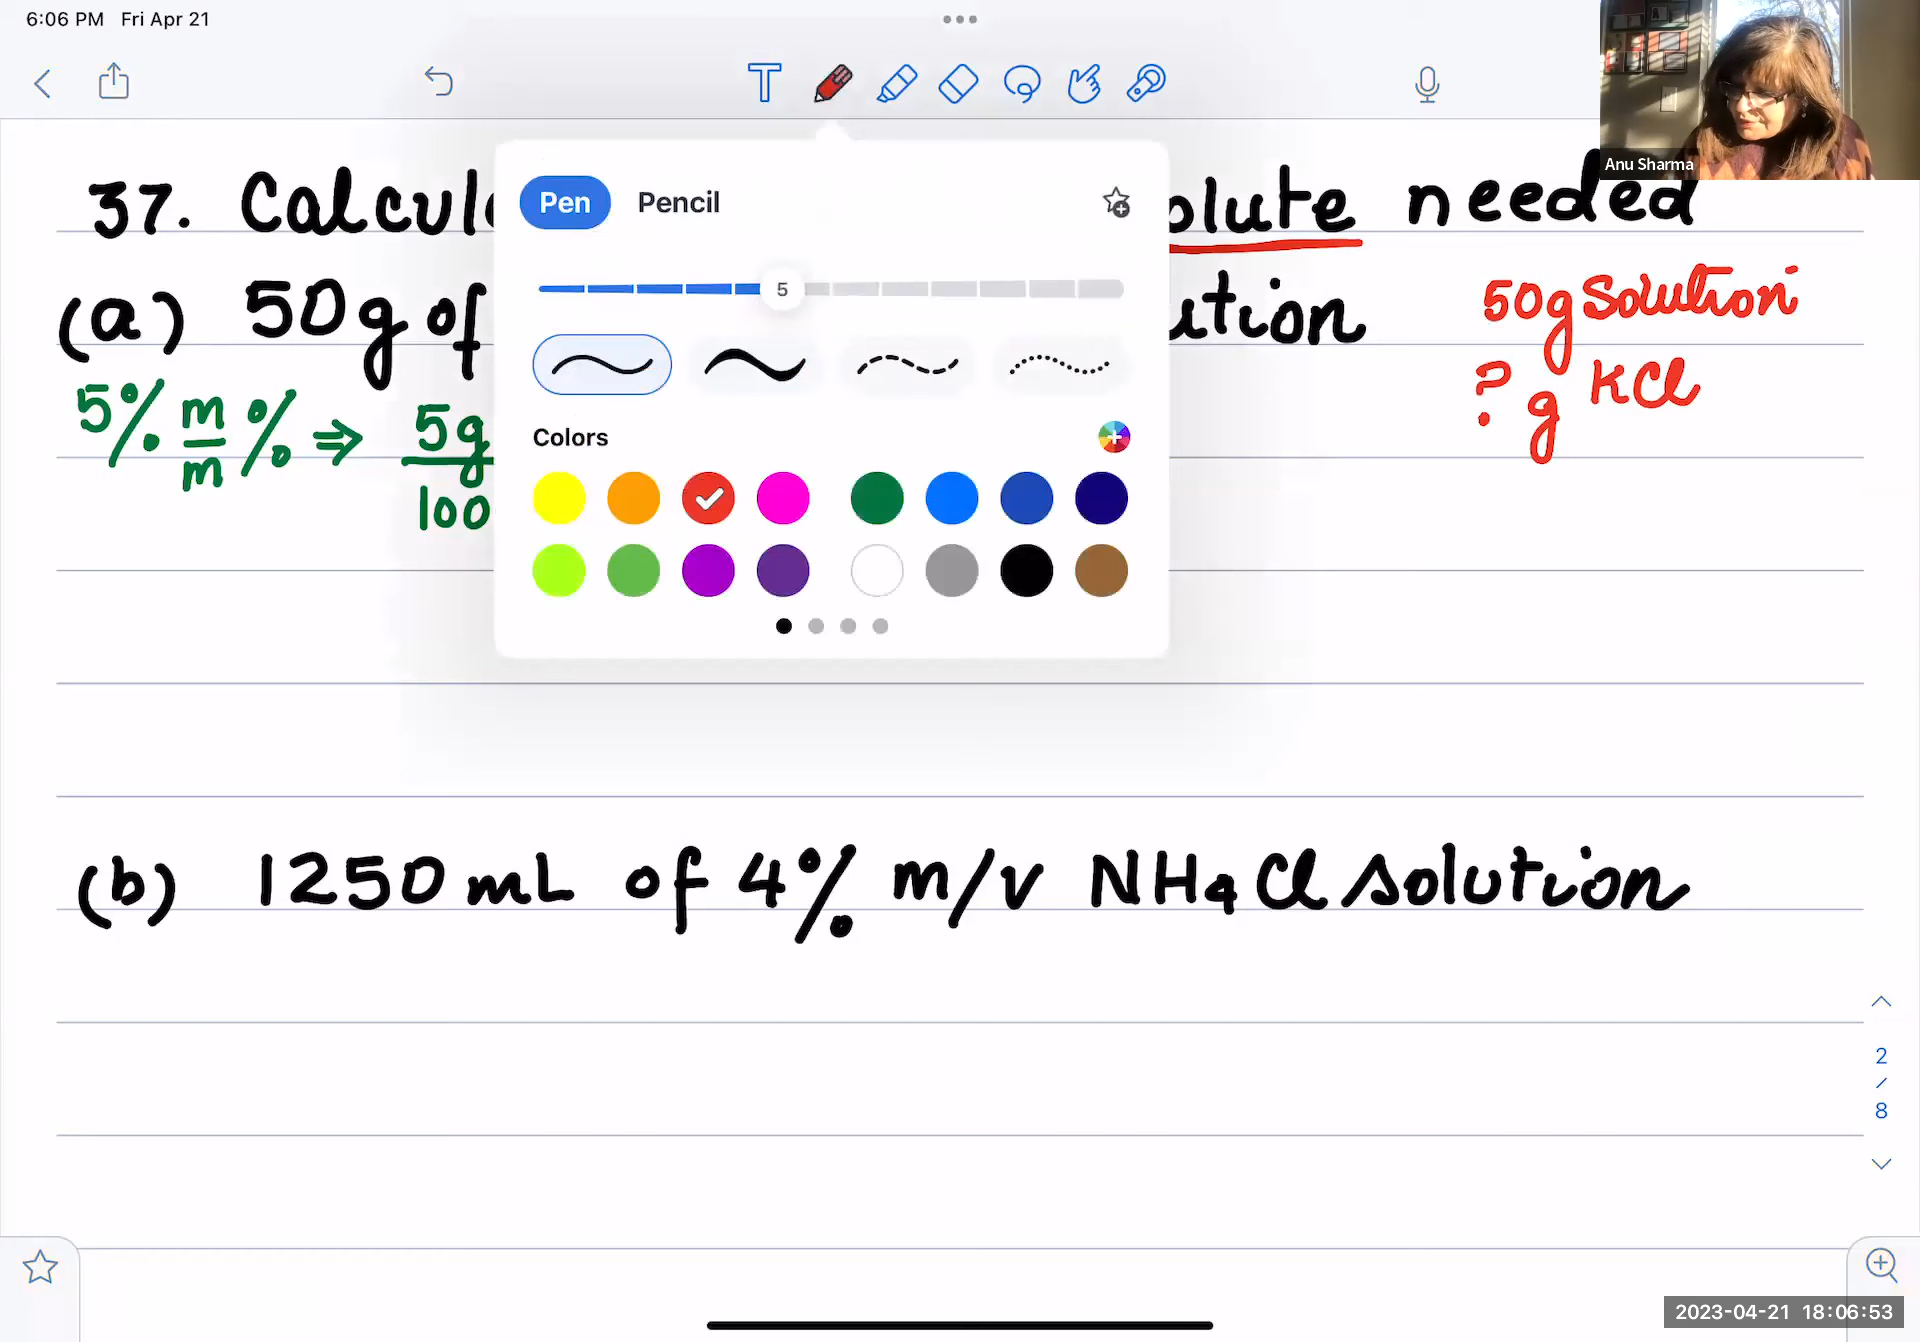 6:06 PM Fri Apr 21
Anu Sharma
Pen Pencil
5
Colors
37. Calcul olute needed
(a) 50g of ution
50g Solution
? g KCl
5% m/m % ⇒ 5g
100
(b) 1250 mL of 4% m/v NH4Cl solution
2
/
8
2023-04-21 18:06:53